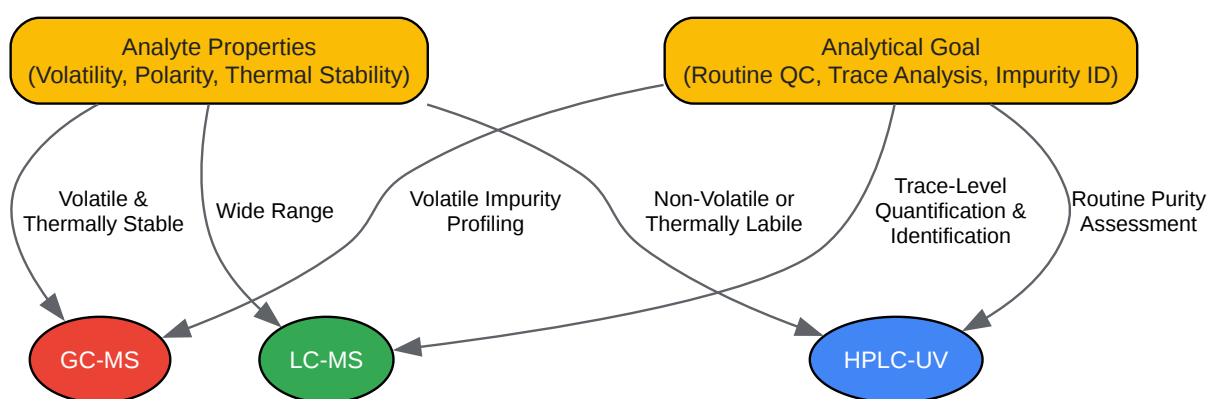 Analyte Properties
(Volatility, Polarity, Thermal Stability)
Analytical Goal
(Routine QC, Trace Analysis, Impurity ID)
Volatile &
Thermally Stable
Wide Range
Volatile Impurity
Profiling
Non-Volatile or
Thermally Labile
Trace-Level
Quantification &
Identification
Routine Purity
Assessment
GC-MS
LC-MS
HPLC-UV